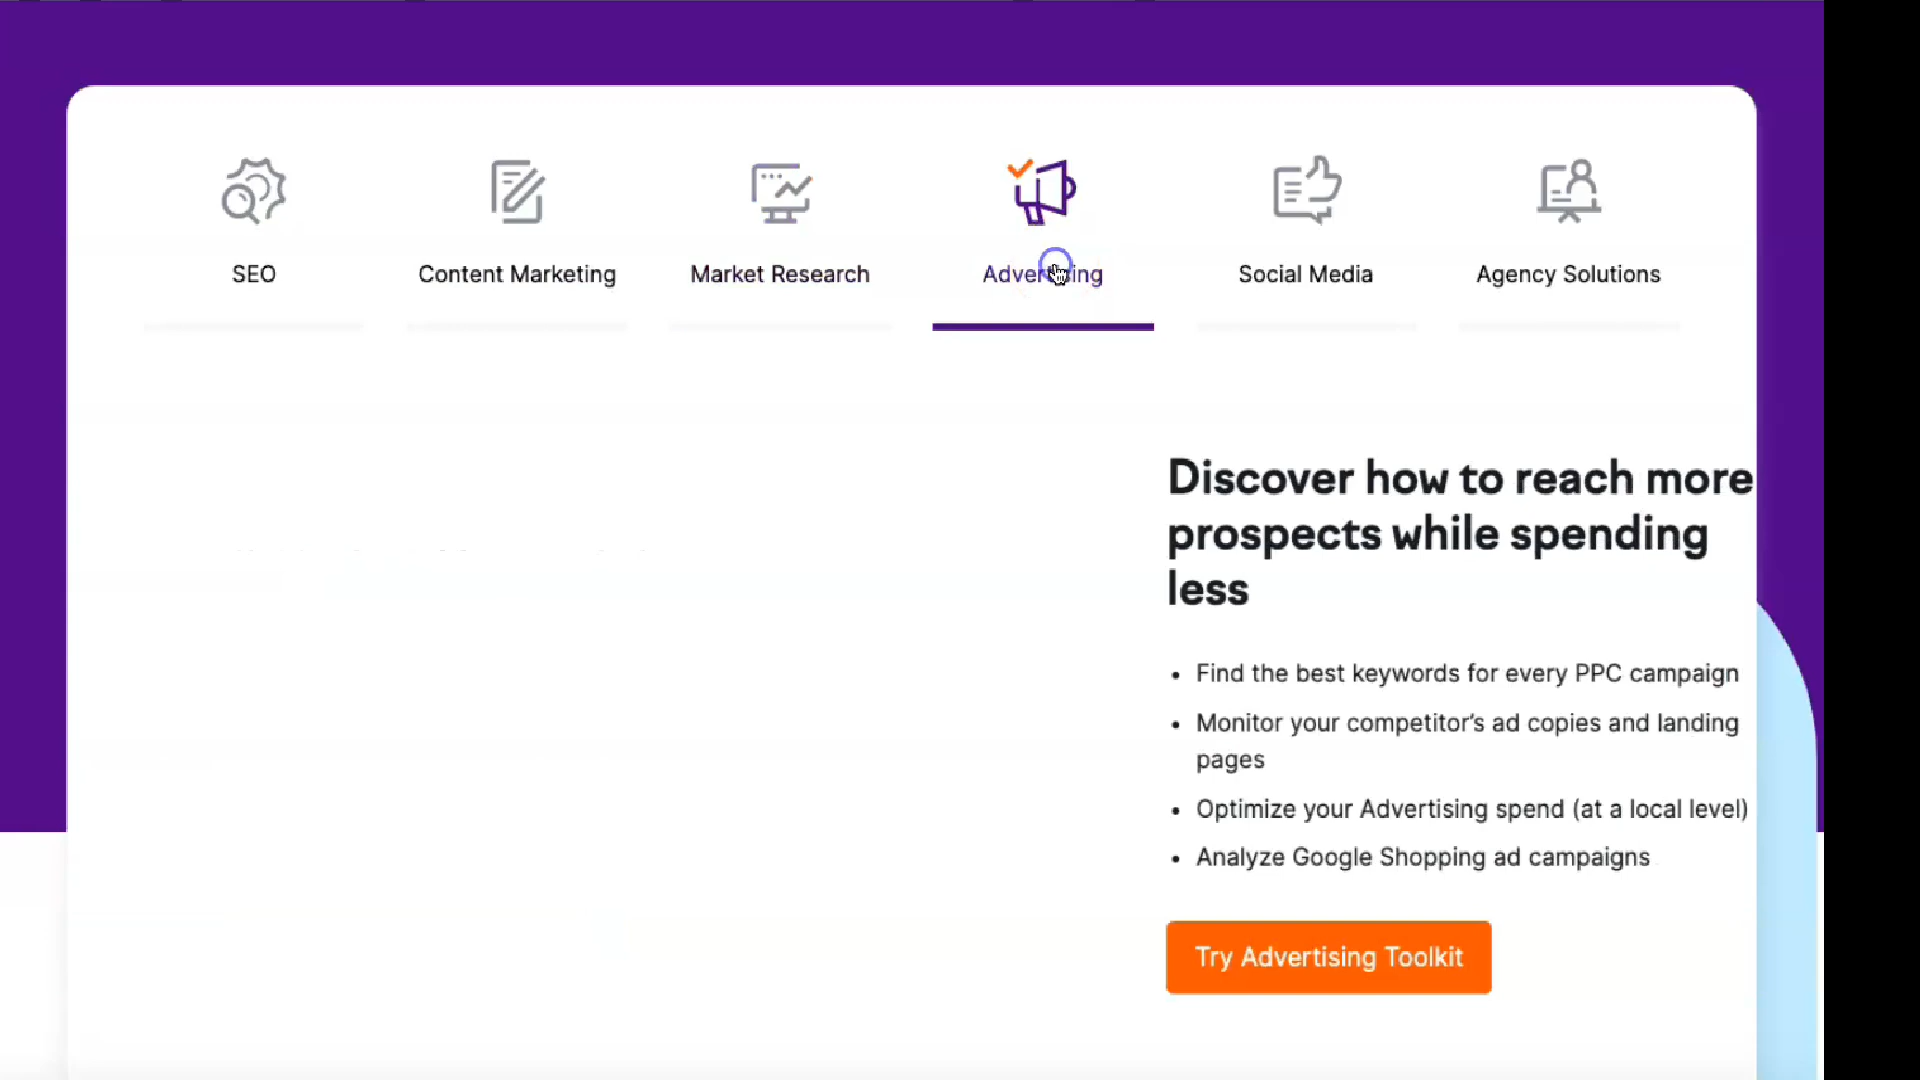 SEO
Content Marketing
Market Research
Advertising
Social Media
Agency Solutions
Discover how to reach more
prospects while spending
less
• Find the best keywords for every PPC campaign
• Monitor your competitor's ad copies and landing
pages
• Optimize your Advertising spend (at a local level)
• Analyze Google Shopping ad campaigns
Try Advertising Toolkit